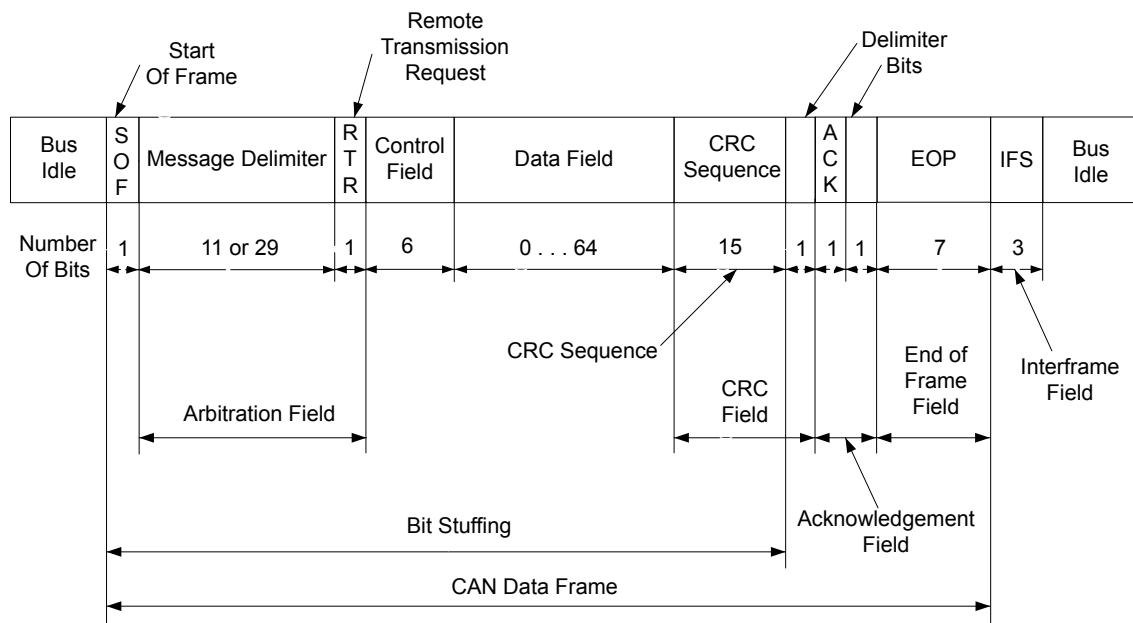 Start
Of Frame
Remote
Transmission
Request
Delimiter
Bits
Bus
Idle
S
O
F
Message Delimiter
R
T
R
Control
Field
Data Field
CRC
Sequence
A
C
K
EOP
IFS
Bus
Idle
Number
Of Bits
1
11 or 29
1
6
0 . . . 64
15
1
1
1
7
3
CRC Sequence
End of
Frame
Field
Interframe
Field
Arbitration Field
CRC
Field
Bit Stuffing
Acknowledgement
Field
CAN Data Frame